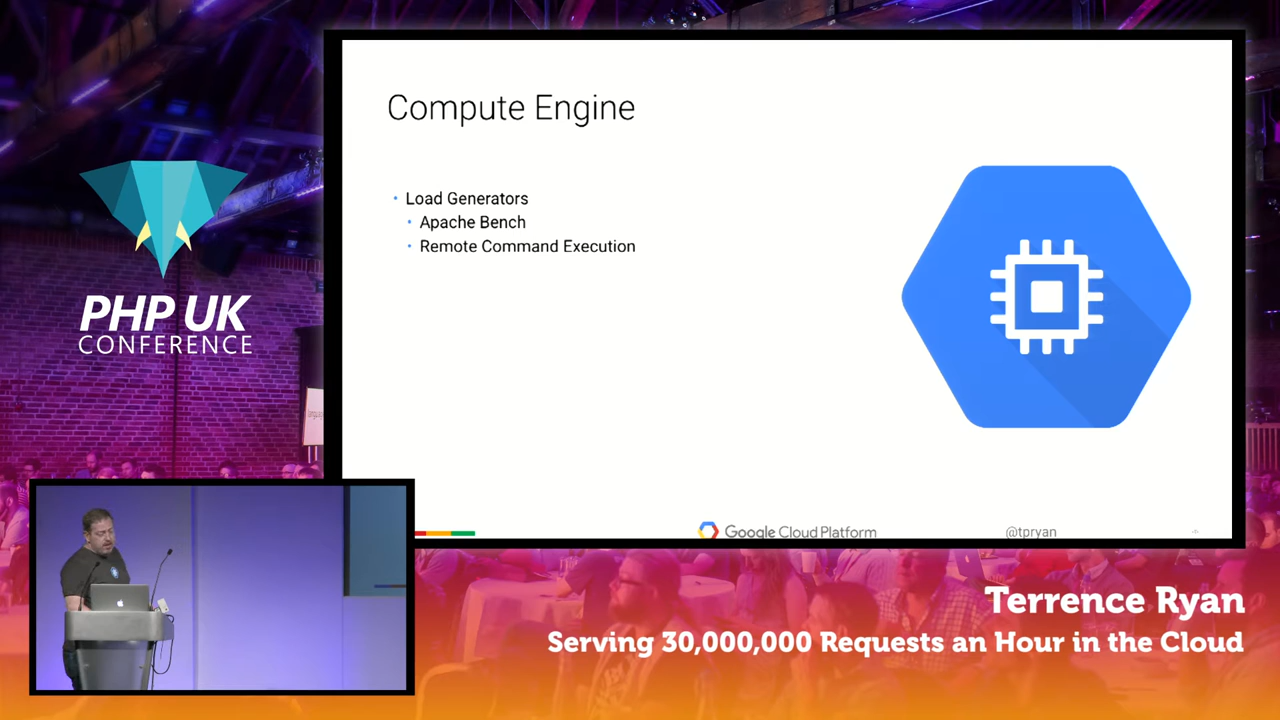 Compute Engine
Load Generators
Apache Bench
Remote Command Execution
PHP UK
CONFERENCE
Google Cloud Platform
@tpryan
Terrence Ryan
Serving 30,000,000 Requests an Hour in the Cloud